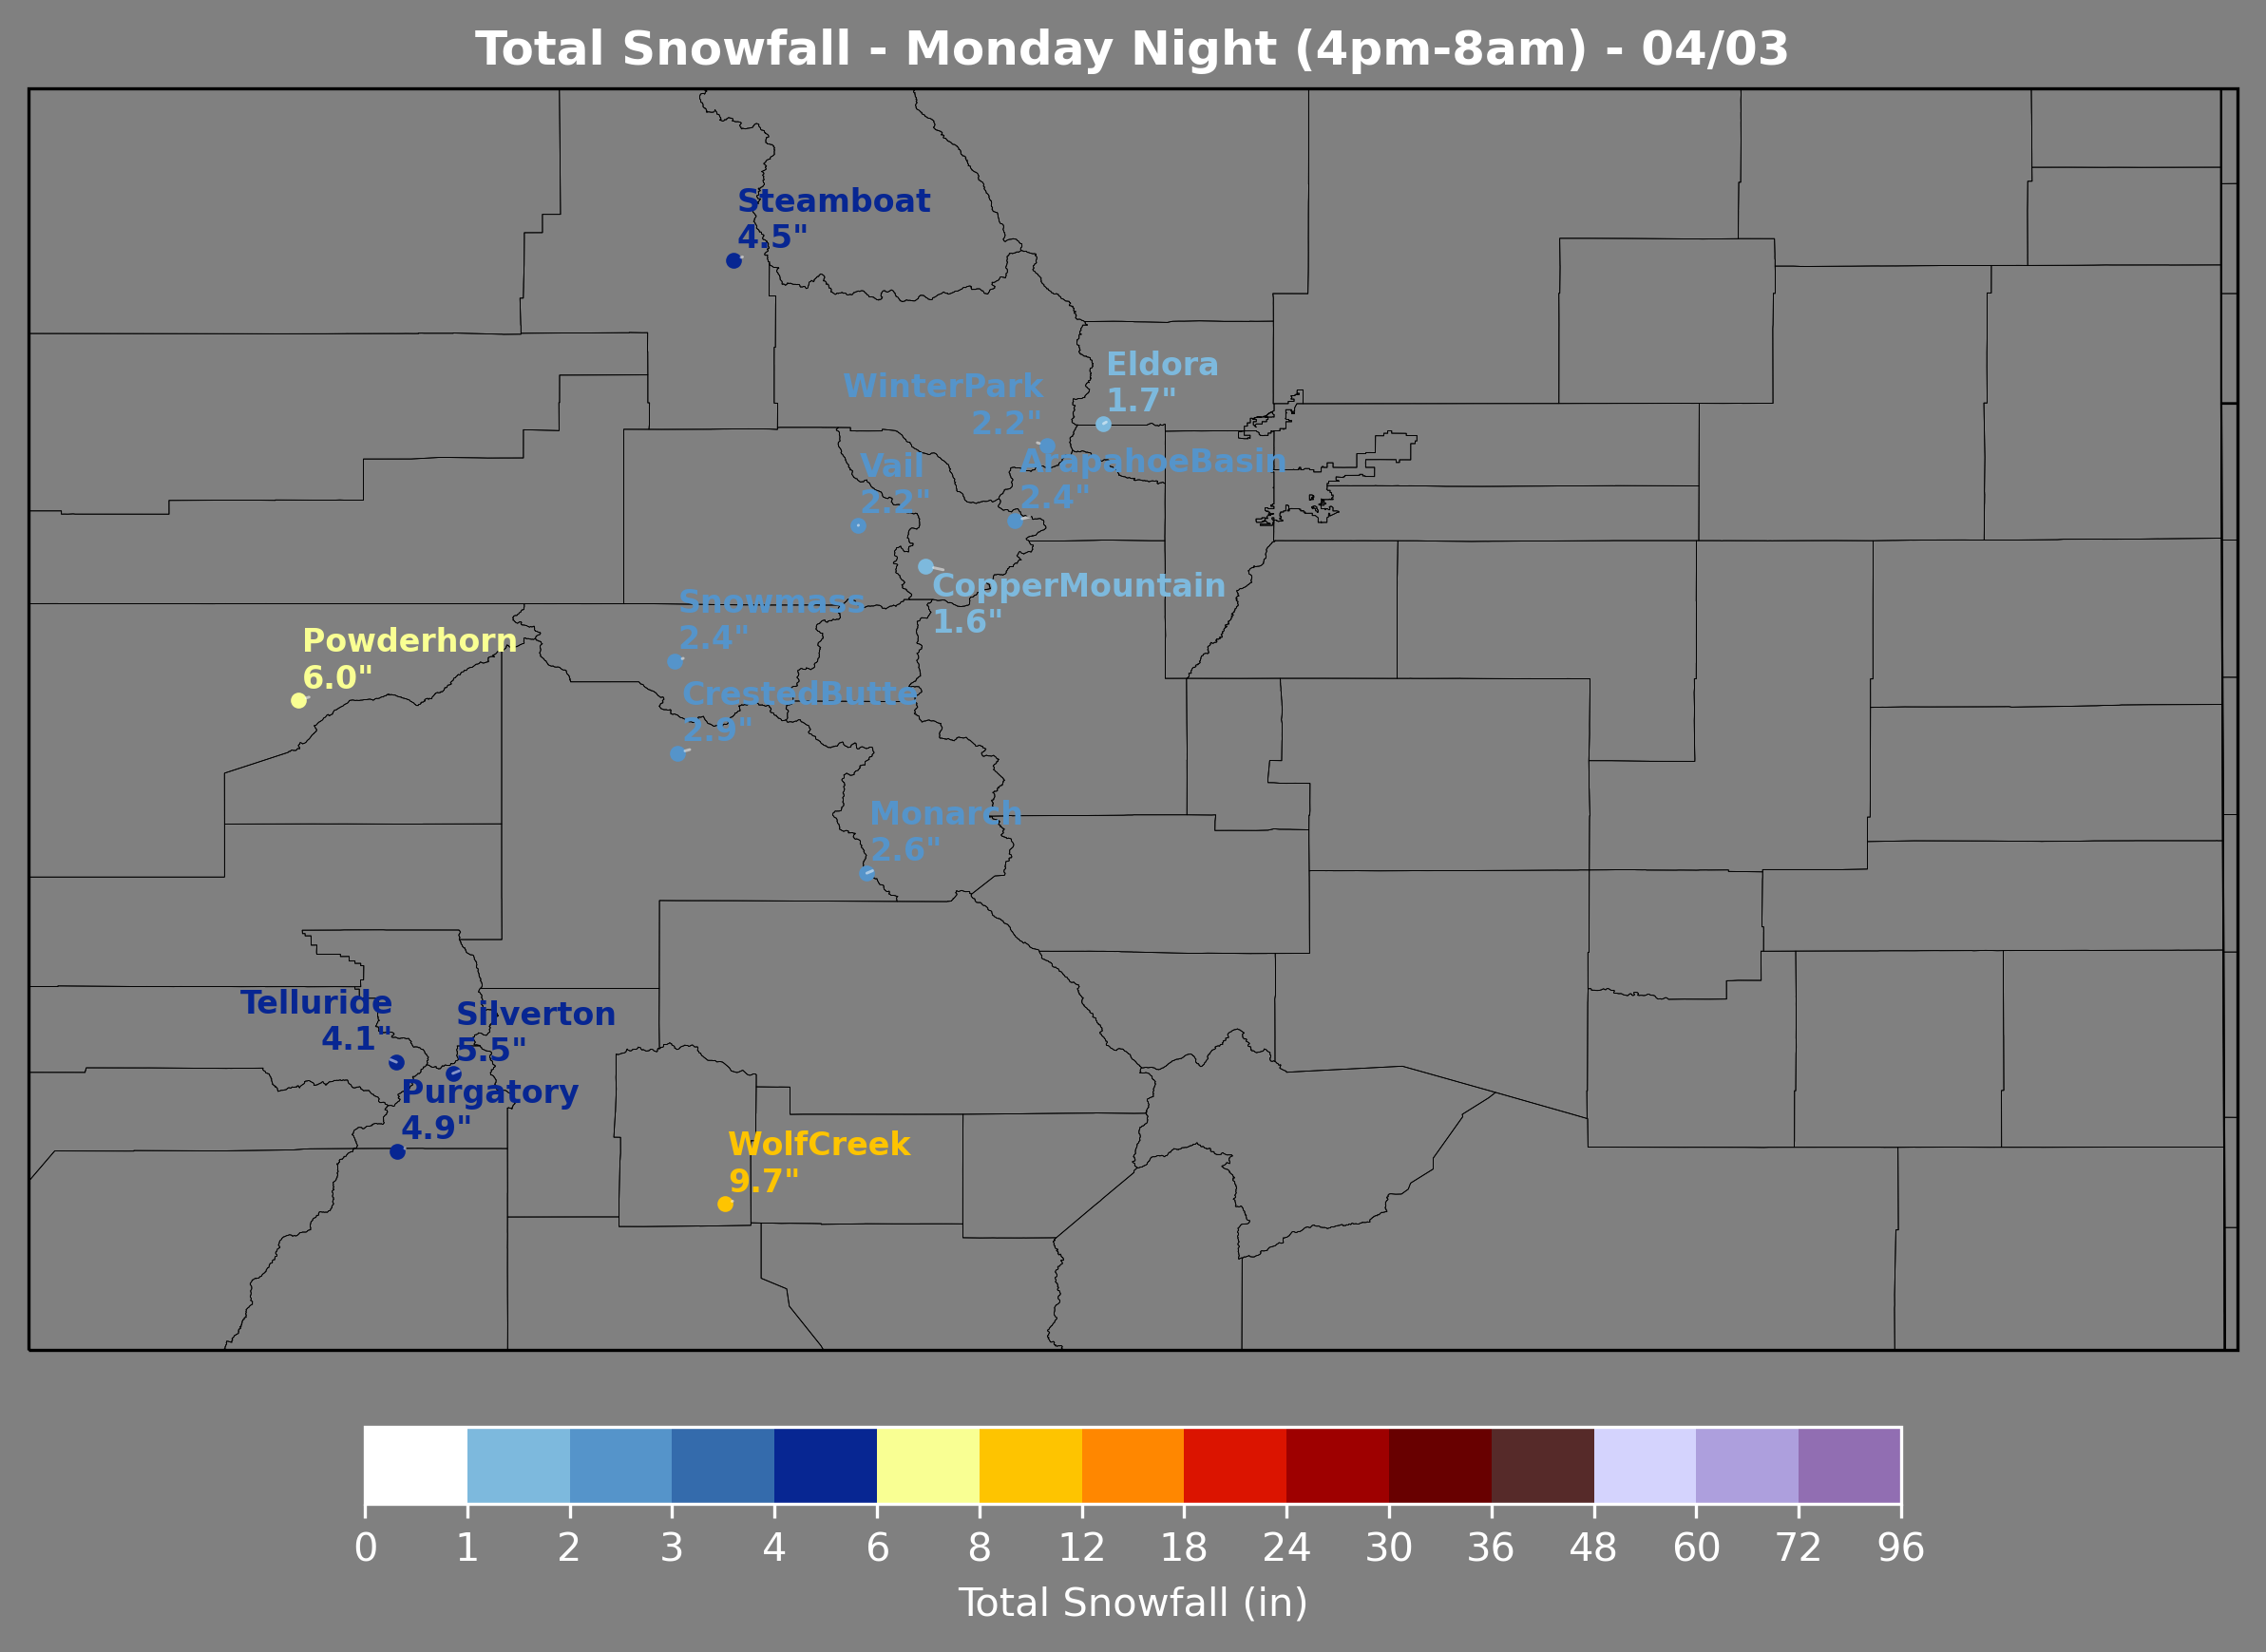 Total Snowfall - Monday Night (4pm-8am) - 04/03
Steamboat
4.5"
Eldora
1.7"
WinterPark
2.2"
Vail
2.2"
ArapahoeBasin
2.4"
CopperMountain
1.6"
Snowmass
2.4"
Powderhorn
6.0"
CrestedButte
2.9"
Monarch
2.6"
Telluride
4.1"
Silverton
5.5"
Purgatory
4.9"
WolfCreek
9.7"
0 1 2 3 4 6 8 12 18 24 30 36 48 60 72 96
Total Snowfall (in)